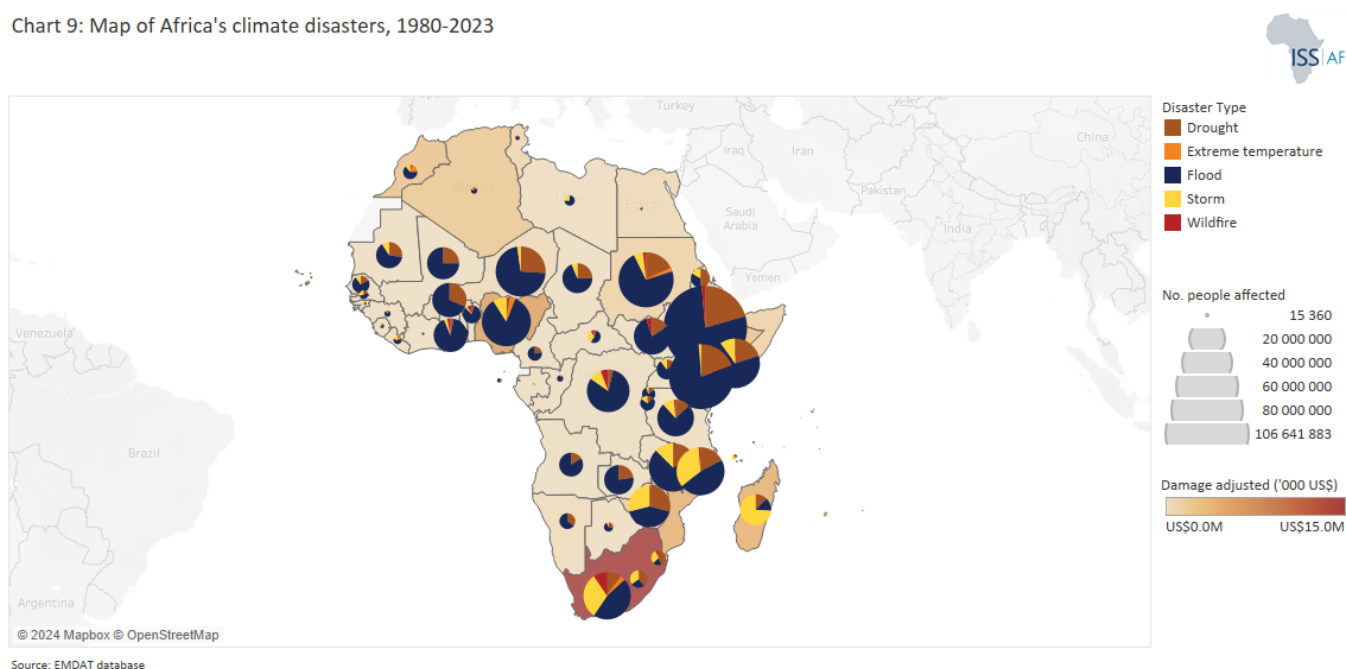 Chart 9: Map of Africa's climate disasters, 1980-2023
ISS AF
Turkey
China
Iraq
Iran
Pakistan
Saudi
Arabia
India
Yemen
Venezuela
Brazil
Argentina
Disaster Type
Drought
Extreme temperature
Flood
Storm
Wildfire
No. people affected
15 360
20 000 000
40 000 000
60 000 000
80 000 000
106 641 883
Damage adjusted ('000 US$)
US$0.0M
US$15.0M
© 2024 Mapbox © OpenStreetMap
Source: EMDAT database